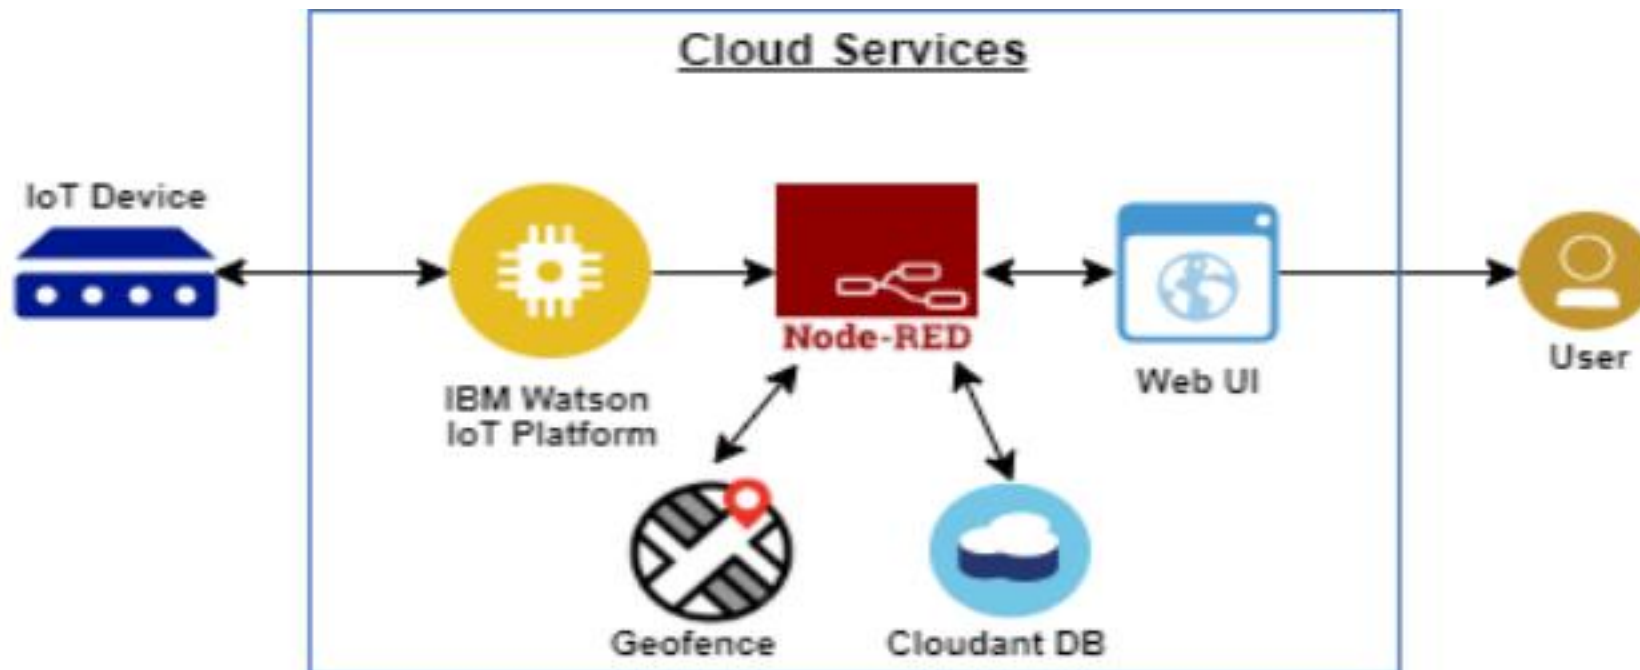 Cloud Services
IoT Device
Node-RED
IBM Watson
IoT Platform
Web UI
User
Geofence
Cloudant DB